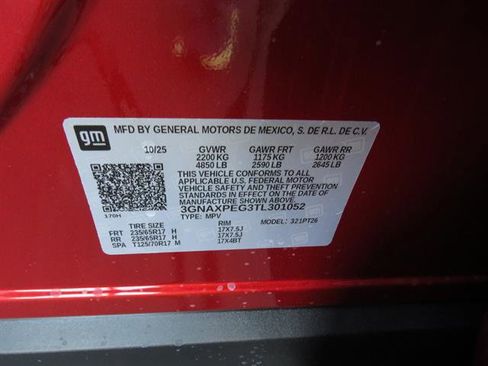 gm
MFD BY GENERAL MOTORS DE MEXICO, S. DE R.L. DE C.V.
10/25 GVWR GAWR FRT GAWR RR
2200 KG 1175 KG 1200 KG
4850 LB 2590 LB 2645 LB
THIS VEHICLE CONFORMS TO ALL
APPLICABLE U.S. FEDERAL MOTOR
VEHICLE SAFETY AND THEFT PREVENTION
STANDARDS IN EFFECT ON THE DATE OF
MANUFACTURE SHOWN ABOVE.
3GNAXPEG3TL301052
170H TYPE: MPV MODEL: 321PT26
TIRE SIZE RIM
FRT 235/65R17 H 17X7.5J
RR 235/65R17 H 17X7.5J
SPA T125/70R17 M 17X4BT